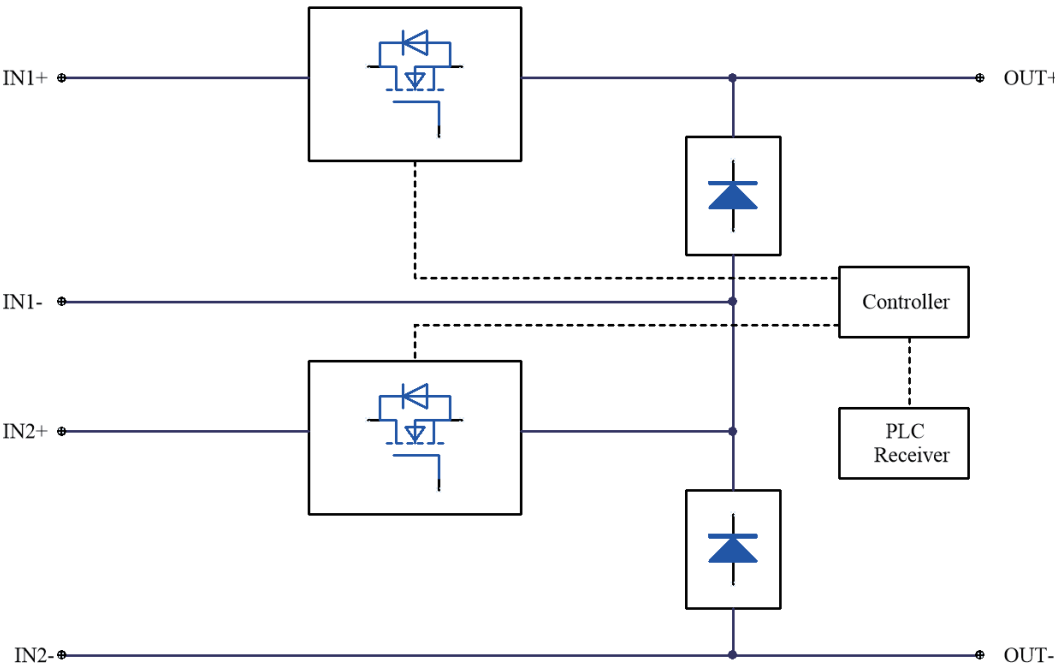 IN1+
OUT+
IN1-
Controller
IN2+
PLC
Receiver
IN2-
OUT-